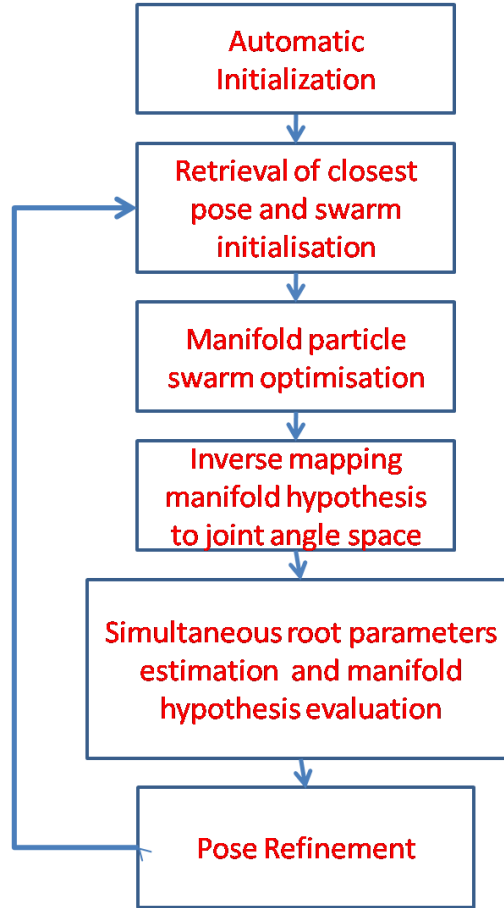 Automatic
Initialization
Retrieval of closest
pose and swarm
initialisation
Manifold particle
swarm optimisation
Inverse mapping
manifold hypothesis
to joint angle space
Simultaneous root parameters
estimation and manifold
hypothesis evaluation
Pose Refinement